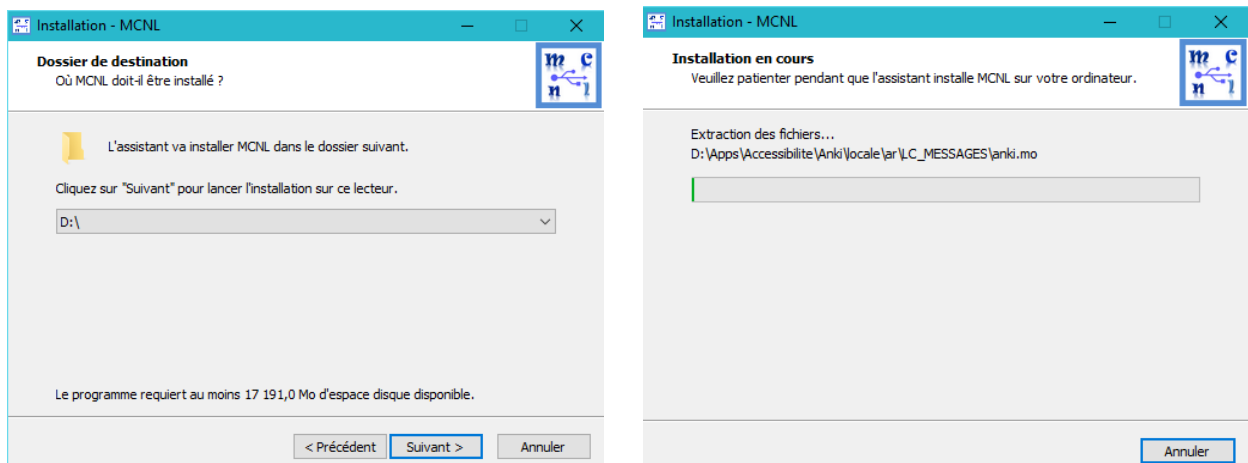 Installation - MCNL
Dossier de destination
Où MCNL doit-il être installé ?
m c
n l
L'assistant va installer MCNL dans le dossier suivant.
Cliquez sur "Suivant" pour lancer l'installation sur ce lecteur.
D:\
Le programme requiert au moins 17 191,0 Mo d'espace disque disponible.
< Précédent
Suivant >
Annuler
Installation - MCNL
Installation en cours
Veuillez patienter pendant que l'assistant installe MCNL sur votre ordinateur.
m c
n l
Extraction des fichiers...
D:\Apps\Accessibilite\Anki\locale\ar\LC_MESSAGES\anki.mo
Annuler